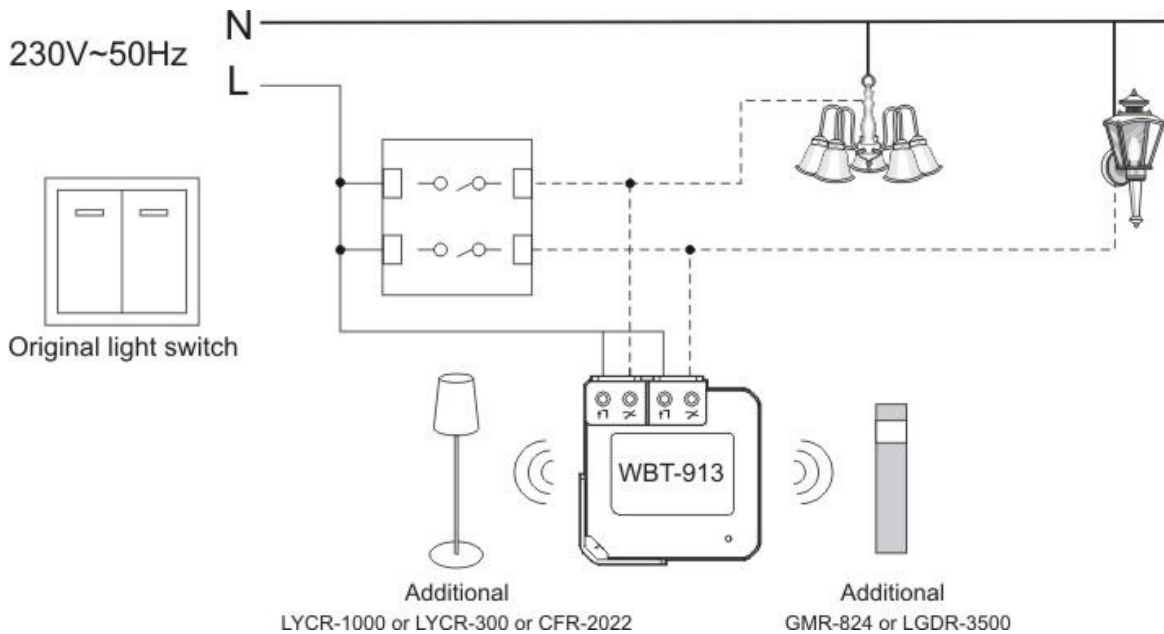 N
230V~50Hz
L
Original light switch
WBT-913
Additional
LYCR-1000 or LYCR-300 or CFR-2022
Additional
GMR-824 or LGDR-3500